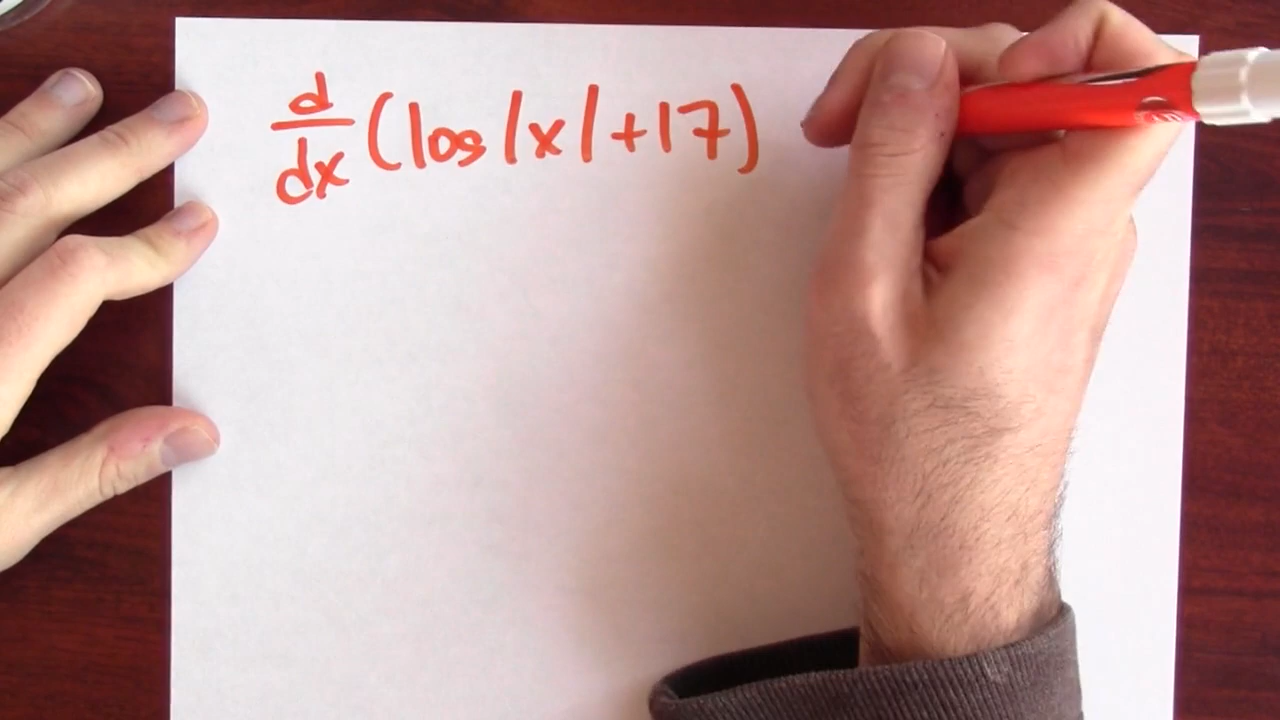 d/dx (log |x| + 17)